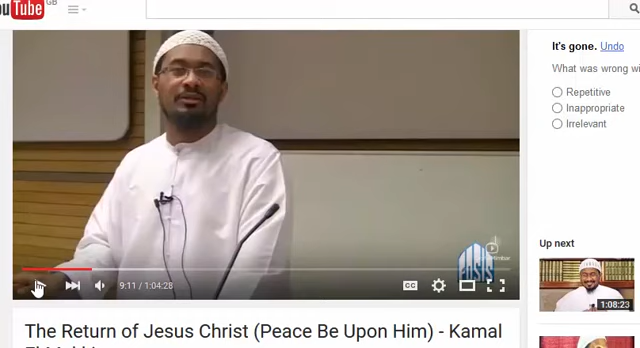 YouTube GB
It's gone. Undo
What was wrong wi
Repetitive
Inappropriate
Irrelevant
Up next
CC
9:11 / 1:04:28
1:08:23
The Return of Jesus Christ (Peace Be Upon Him) - Kamal